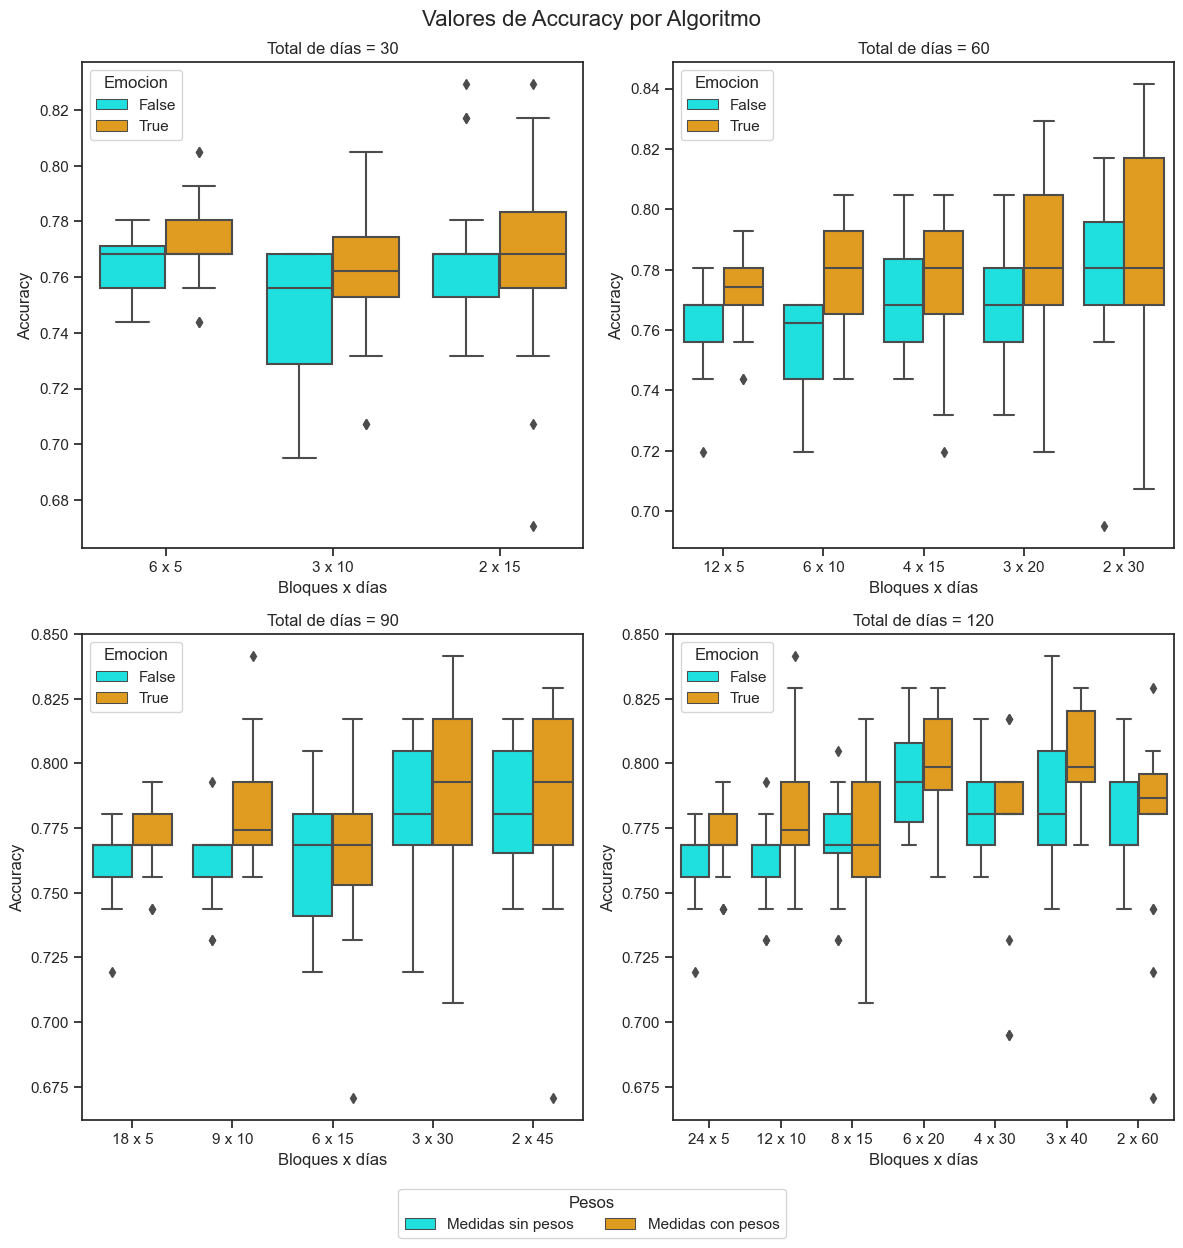 Valores de Accuracy por Algoritmo
Total de días = 30
Emocion
False
True
0.82
0.80
0.78
0.76
0.74
0.72
0.70
0.68
Accuracy
6 x 5
3 x 10
2 x 15
Bloques x días
Total de días = 60
Emocion
False
True
0.84
0.82
0.80
0.78
0.76
0.74
0.72
0.70
Accuracy
12 x 5
6 x 10
4 x 15
3 x 20
2 x 30
Bloques x días
Total de días = 90
Emocion
False
True
0.850
0.825
0.800
0.775
0.750
0.725
0.700
0.675
Accuracy
18 x 5
9 x 10
6 x 15
3 x 30
2 x 45
Bloques x días
Total de días = 120
Emocion
False
True
0.850
0.825
0.800
0.775
0.750
0.725
0.700
0.675
Accuracy
24 x 5
12 x 10
8 x 15
6 x 20
4 x 30
3 x 40
2 x 60
Bloques x días
Pesos
Medidas sin pesos
Medidas con pesos